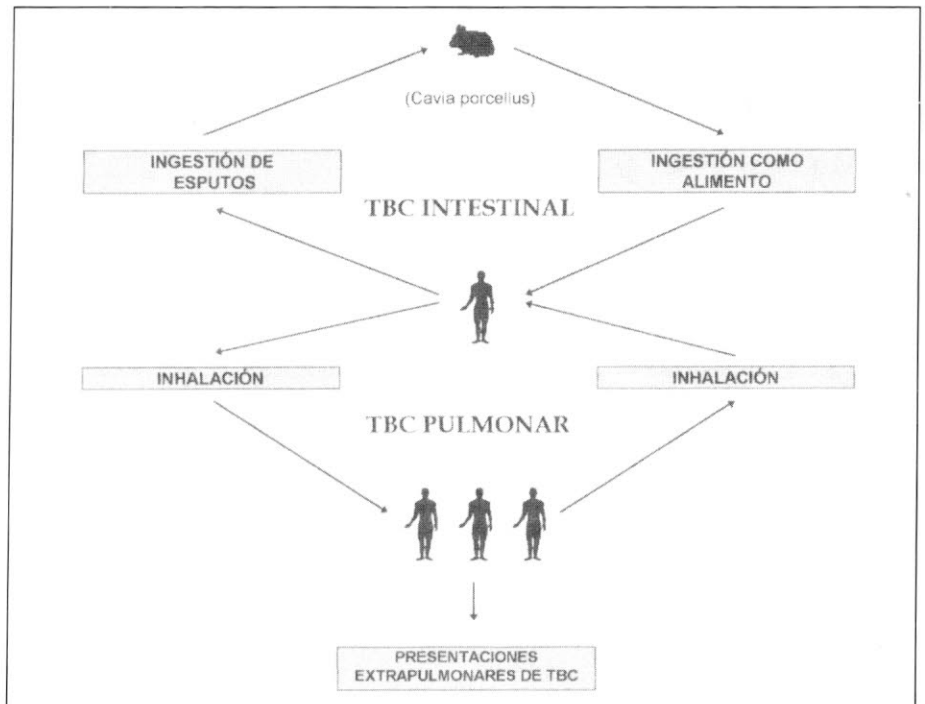 (Cavia porcellus)
INGESTIÓN DE
ESPUTOS
INGESTIÓN COMO
ALIMENTO
TBC INTESTINAL
INHALACIÓN
INHALACIÓN
TBC PULMONAR
PRESENTACIONES
EXTRAPULMONARES DE TBC